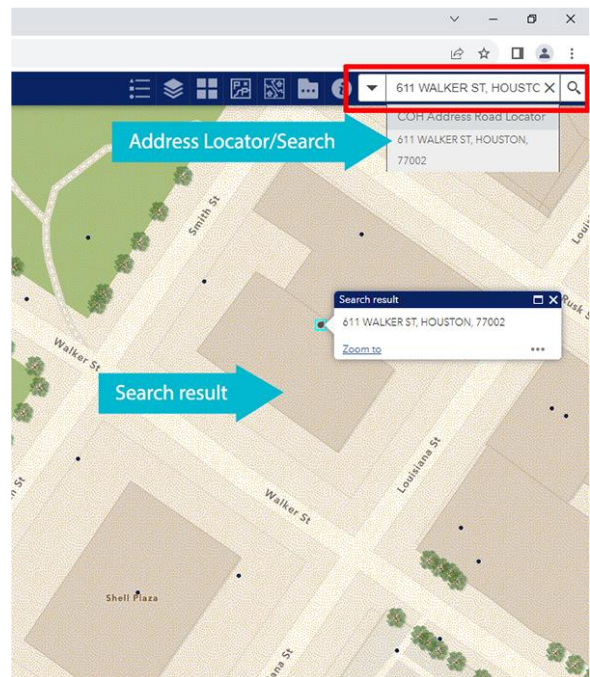 611 WALKER ST, HOUSTC
COH Address Road Locator
611 WALKER ST, HOUSTON,
77002
Address Locator/Search
Smith St
Search result
611 WALKER ST, HOUSTON, 77002
Zoom to
Rusk
Walker St
Search result
Louisiana St
Walker St
Shell Plaza